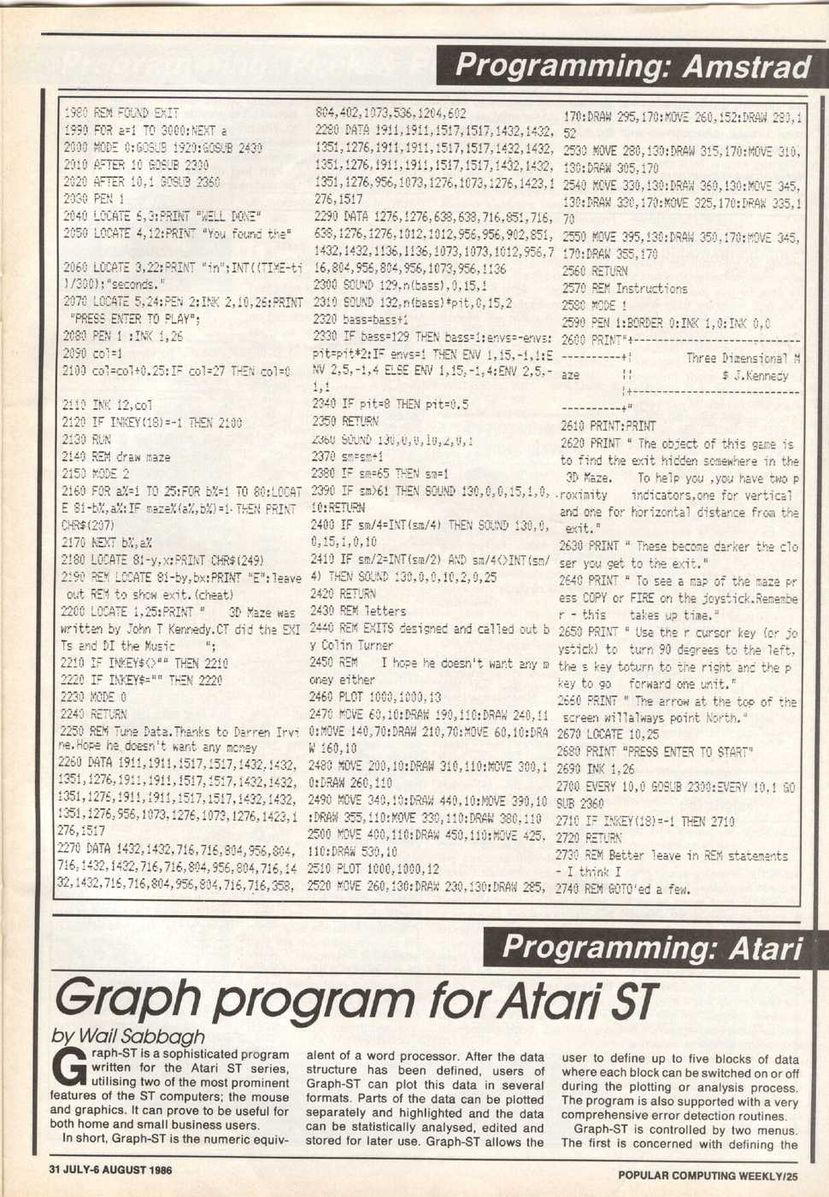 Programming: Amstrad
1980 REM FOUND EXIT
1990 FOR a=1 TO 3000:NEXT a
2000 MODE 0:GOSUB 1920:GOSUB 2430
2010 AFTER 10 GOSUB 2300
2020 AFTER 10,1 GOSUB 2360
2030 PEN 1
2040 LOCATE 6,3:PRINT "WELL DONE"
2050 LOCATE 4,12:PRINT "You found the"
2060 LOCATE 3,22:PRINT "in";INT((TIME-ti
)/300);"seconds."
2070 LOCATE 5,24:PEN 2:INK 2,10,26:PRINT
"PRESS ENTER TO PLAY";
2080 PEN 1 :INK 1,26
2090 col=1
2100 col=col+0.25:IF col=27 THEN col=0
2110 INK 12,col
2120 IF INKEY(18)=-1 THEN 2100
2130 RUN
2140 REM draw maze
2150 MODE 2
2160 FOR a%=1 TO 25:FOR b%=1 TO 80:LOCAT
E 81-b%,a%:IF maze%(a%,b%)=1 THEN PRINT
CHR$(207)
2170 NEXT b%,a%
2180 LOCATE 81-y,x:PRINT CHR$(249)
2190 REM LOCATE 81-by,bx:PRINT "E":leave
out REM to show exit.(cheat)
2200 LOCATE 1,25:PRINT " 3D Maze was
written by John T Kennedy.CT did the EXI
Ts and DI the Music ";
2210 IF INKEY$<>"" THEN 2210
2220 IF INKEY$="" THEN 2220
2230 MODE 0
2240 RETURN
2250 REM Tune Data.Thanks to Darren Irvi
ne.Hope he doesn't want any money
2260 DATA 1911,1911,1517,1517,1432,1432,
1351,1276,1911,1911,1517,1517,1432,1432,
1351,1276,1911,1911,1517,1517,1432,1432,
1351,1276,956,1073,1276,1073,1276,1423,1
276,1517
2270 DATA 1432,1432,716,716,804,956,804,
716,1432,1432,716,716,804,956,804,716,14
32,1432,716,716,804,956,804,716,716,358,
804,402,1073,536,1204,602
2280 DATA 1911,1911,1517,1517,1432,1432,
1351,1276,1911,1911,1517,1517,1432,1432,
1351,1276,1911,1911,1517,1517,1432,1432,
1351,1276,956,1073,1276,1073,1276,1423,1
276,1517
2290 DATA 1276,1276,638,638,716,851,716,
638,1276,1276,1012,1012,956,956,902,851,
1432,1432,1136,1136,1073,1073,1012,956,7
16,804,956,804,956,1073,956,1136
2300 SOUND 129,n(bass),0,15,1
2310 SOUND 132,n(bass)*pit,0,15,2
2320 bass=bass+1
2330 IF bass=129 THEN bass=1:envs=-envs:
pit=pit*2:IF envs=1 THEN ENV 1,15,-1,1:E
NV 2,5,-1,4 ELSE ENV 1,15,-1,4:ENV 2,5,-
1,1
2340 IF pit=8 THEN pit=0.5
2350 RETURN
2360 SOUND 130,0,0,10,2,0,1
2370 sm=sm+1
2380 IF sm=65 THEN sm=1
2390 IF sm>61 THEN SOUND 130,0,0,15,1,0,
10:RETURN
2400 IF sm/4=INT(sm/4) THEN SOUND 130,0,
0,15,1,0,10
2410 IF sm/2=INT(sm/2) AND sm/4<>INT(sm/
4) THEN SOUND 130,0,0,10,2,0,25
2420 RETURN
2430 REM letters
2440 REM EXITS designed and called out b
y Colin Turner
2450 REM I hope he doesn't want any m
oney either
2460 PLOT 1000,1000,13
2470 MOVE 60,10:DRAW 190,110:DRAW 240,11
0:MOVE 140,70:DRAW 210,70:MOVE 60,10:DRA
W 160,10
2480 MOVE 200,10:DRAW 310,110:MOVE 300,1
0:DRAW 260,110
2490 MOVE 340,10:DRAW 440,10:MOVE 390,10
:DRAW 355,110:MOVE 330,110:DRAW 380,110
2500 MOVE 400,110:DRAW 450,110:MOVE 425,
110:DRAW 530,10
2510 PLOT 1000,1000,12
2520 MOVE 260,130:DRAW 230,130:DRAW 285,
170:DRAW 295,170:MOVE 260,152:DRAW 280,1
52
2530 MOVE 280,130:DRAW 315,170:MOVE 310,
130:DRAW 305,170
2540 MOVE 330,130:DRAW 360,130:MOVE 345,
130:DRAW 330,170:MOVE 325,170:DRAW 335,1
70
2550 MOVE 395,130:DRAW 350,170:MOVE 345,
170:DRAW 355,170
2560 RETURN
2570 REM Instructions
2580 MODE 1
2590 PEN 1:BORDER 0:INK 1,0:INK 0,0
2600 PRINT"+-----------------------------
----------+! Three Dimensional M
aze !! $ J.Kennedy
!+-----------------------------
----------+"
2610 PRINT:PRINT
2620 PRINT " The object of this game is
to find the exit hidden somewhere in the
3D Maze. To help you ,you have two p
roximity indicators,one for vertical
and one for horizontal distance from the
exit."
2630 PRINT " These become darker the clo
ser you get to the exit."
2640 PRINT " To see a map of the maze pr
ess COPY or FIRE on the joystick.Remembe
r - this takes up time."
2650 PRINT " Use the r cursor key (or jo
ystick) to turn 90 degrees to the left,
the s key toturn to the right and the p
key to go forward one unit."
2660 PRINT " The arrow at the top of the
screen willalways point North."
2670 LOCATE 10,25
2680 PRINT "PRESS ENTER TO START"
2690 INK 1,26
2700 EVERY 10,0 GOSUB 2300:EVERY 10,1 GO
SUB 2360
2710 IF INKEY(18)=-1 THEN 2710
2720 RETURN
2730 REM Better leave in REM statements
- I think I
2740 REM GOTO'ed a few.
Programming: Atari
Graph program for Atari ST
by Wail Sabbagh
Graph-ST is a sophisticated program
written for the Atari ST series,
utilising two of the most prominent
features of the ST computers; the mouse
and graphics. It can prove to be useful for
both home and small business users.
In short, Graph-ST is the numeric equiv-
alent of a word processor. After the data
structure has been defined, users of
Graph-ST can plot this data in several
formats. Parts of the data can be plotted
separately and highlighted and the data
can be statistically analysed, edited and
stored for later use. Graph-ST allows the
user to define up to five blocks of data
where each block can be switched on or off
during the plotting or analysis process.
The program is also supported with a very
comprehensive error detection routines.
Graph-ST is controlled by two menus.
The first is concerned with defining the
31 JULY-6 AUGUST 1986
POPULAR COMPUTING WEEKLY/25